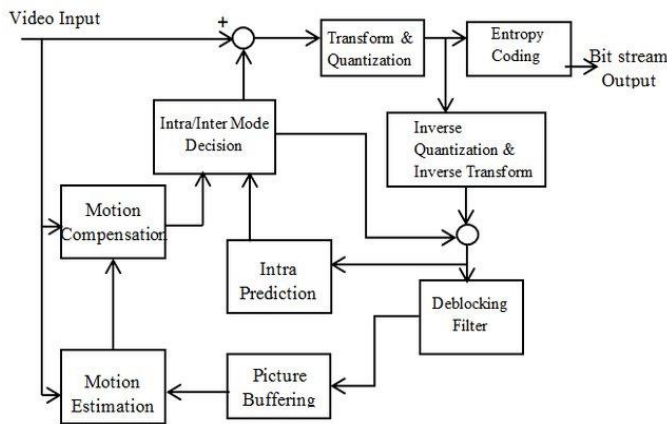 Video Input
+
Transform &
Quantization
Entropy
Coding
Bit stream
Output
Intra/Inter Mode
Decision
Inverse
Quantization &
Inverse Transform
Motion
Compensation
Intra
Prediction
Deblocking
Filter
Motion
Estimation
Picture
Buffering